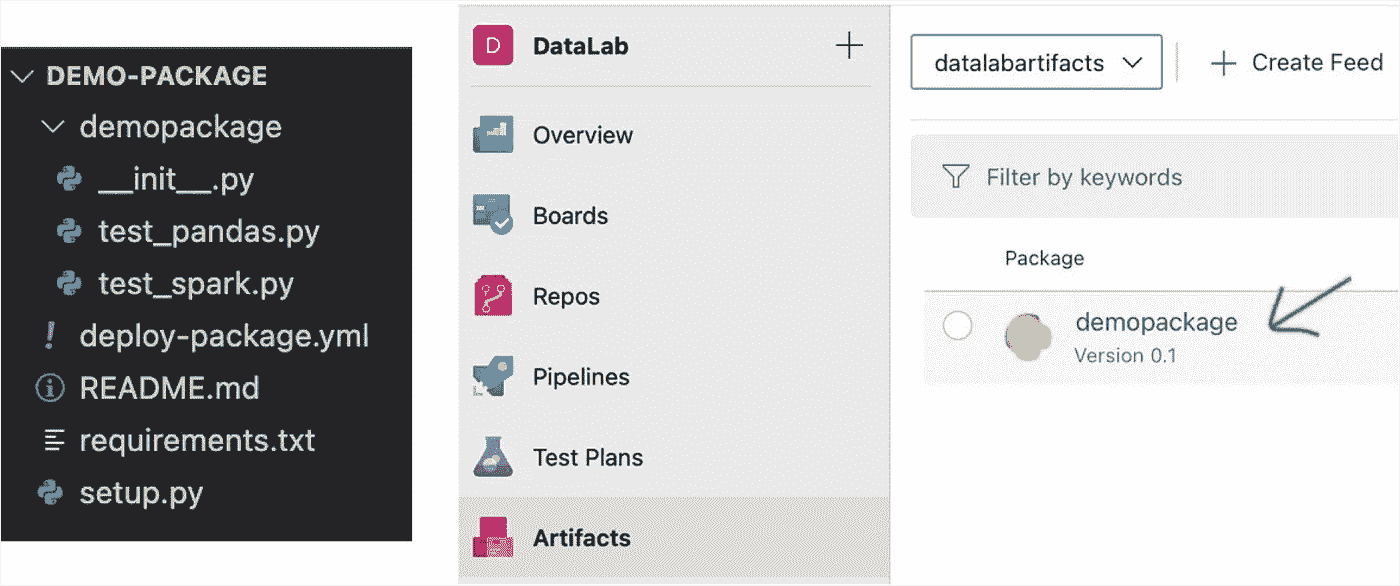 DEMO-PACKAGE
demopackage
__init__.py
test_pandas.py
test_spark.py
! deploy-package.yml
README.md
requirements.txt
setup.py
D DataLab +
Overview
Boards
Repos
Pipelines
Test Plans
Artifacts
datalabartifacts
+ Create Feed
Filter by keywords
Package
demopackage
Version 0.1